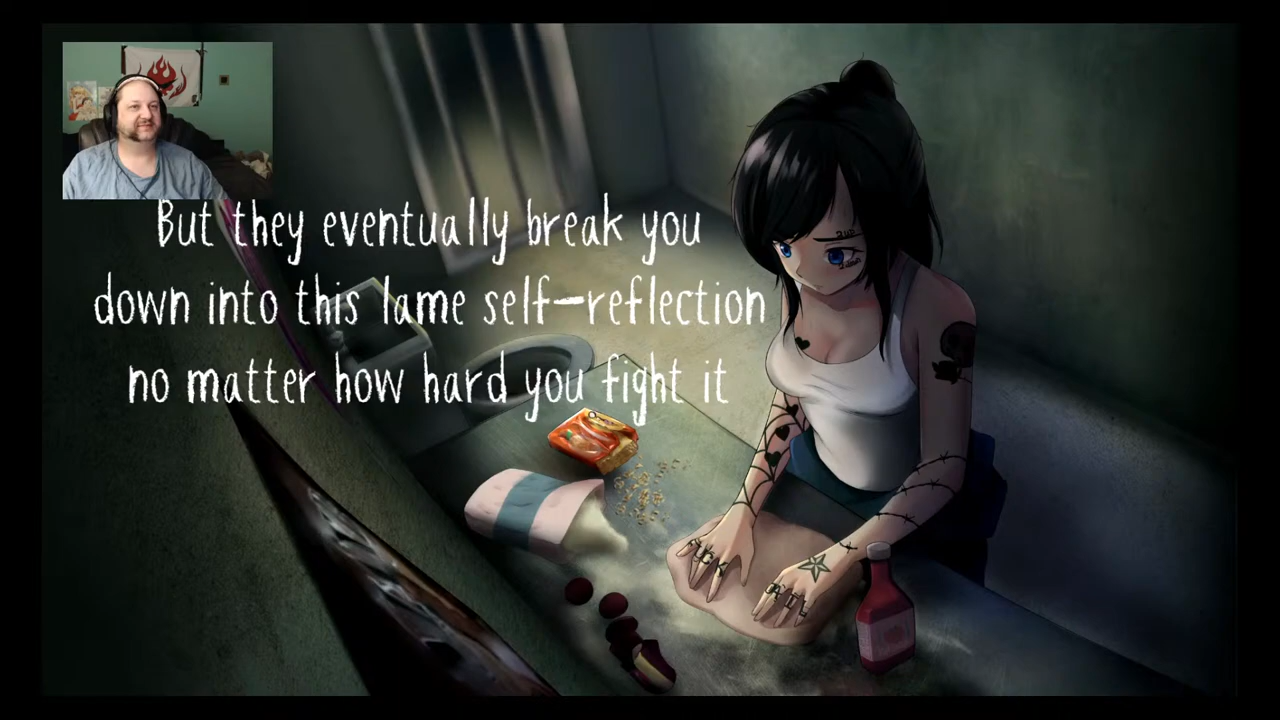 But they eventually break you
down into this lame self-reflection
no matter how hard you fight it